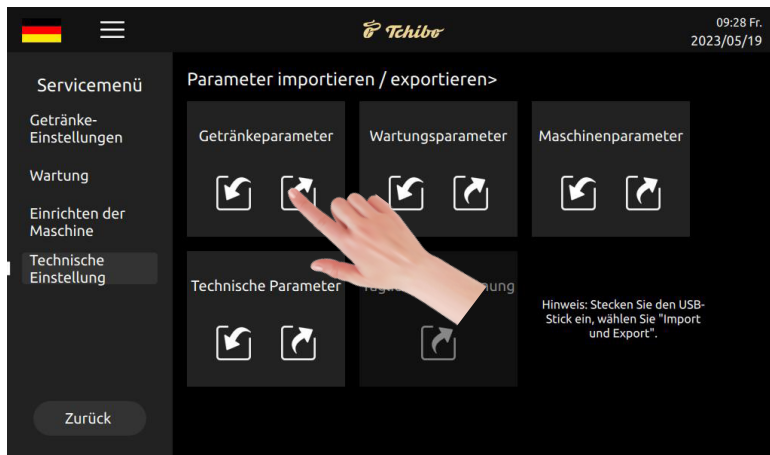 Tchibo
09:28 Fr.
2023/05/19
Servicemenü
Getränke-
Einstellungen
Wartung
Einrichten der
Maschine
Technische
Einstellung
Zurück
Parameter importieren / exportieren>
Getränkeparameter
Wartungsparameter
Maschinenparameter
Technische Parameter
Hinweis: Stecken Sie den USB-
Stick ein, wählen Sie "Import
und Export".